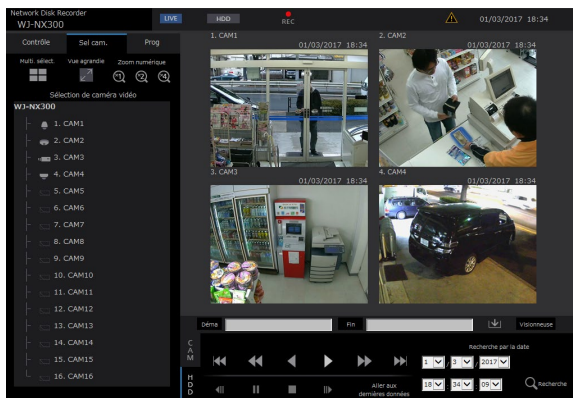 Network Disk Recorder
WJ-NX300
LIVE
HDD
REC
01/03/2017 18:34
Contrôle
Sel cam.
Prog
Multi. sélect.
Vue agrandie
Zoom numérique
x1
x2
x4
Sélection de caméra vidéo
WJ-NX300
1. CAM1
2. CAM2
3. CAM3
4. CAM4
5. CAM5
6. CAM6
7. CAM7
8. CAM8
9. CAM9
10. CAM10
11. CAM11
12. CAM12
13. CAM13
14. CAM14
15. CAM15
16. CAM16
1. CAM1
01/03/2017 18:34
2. CAM2
01/03/2017 18:34
3. CAM3
01/03/2017 18:34
4. CAM4
01/03/2017 18:34
Déma
Fin
Visionneuse
CAM
HDD
Aller aux
dernières données
Recherche par la date
1 / 3 / 2017
18 : 34 : 09
Recherche